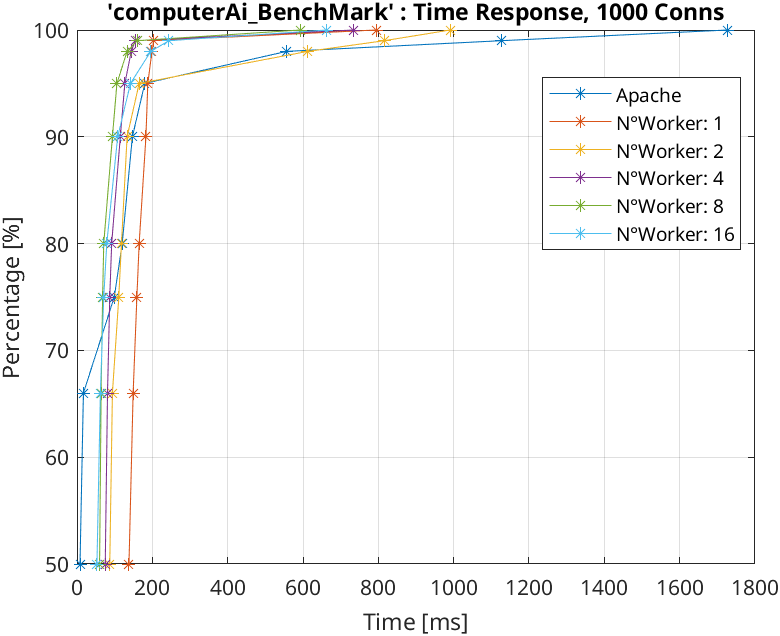 'computerAi_BenchMark' : Time Response, 1000 Conns
Percentage [%]
100
90
80
70
60
50
Apache
N°Worker: 1
N°Worker: 2
N°Worker: 4
N°Worker: 8
N°Worker: 16
0 200 400 600 800 1000 1200 1400 1600 1800
Time [ms]